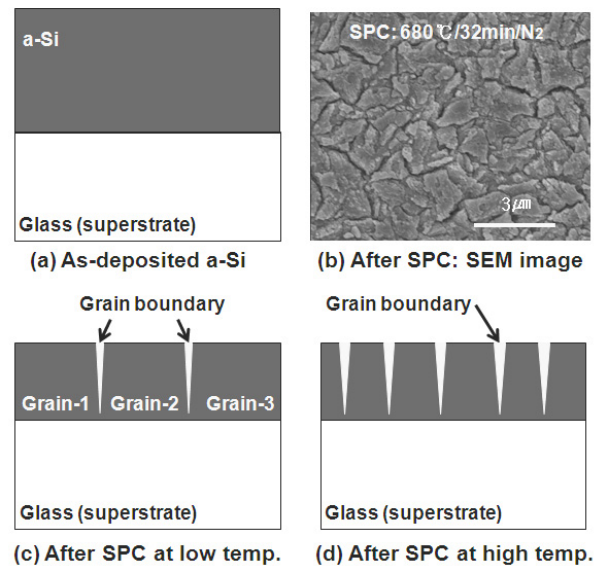 a-Si
Glass (superstrate)
(a) As-deposited a-Si
SPC: 680℃/32min/N2
3㎛
(b) After SPC: SEM image
Grain boundary
Grain-1 Grain-2 Grain-3
Glass (superstrate)
(c) After SPC at low temp.
Grain boundary
Glass (superstrate)
(d) After SPC at high temp.